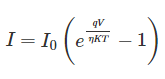 $I = I_0 \left( e^{\frac{qV}{\eta KT}} - 1 \right)$